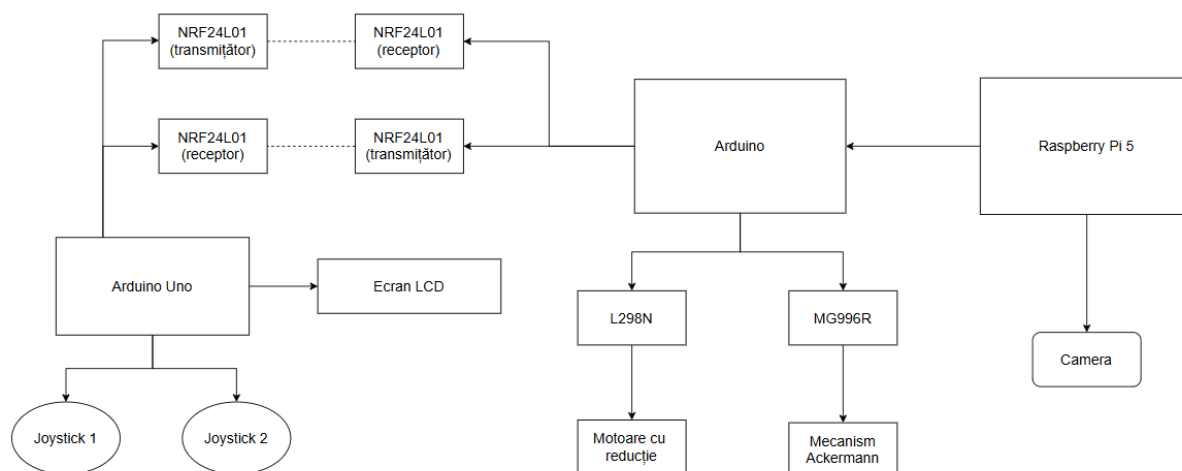 NRF24L01
(transmițător)
NRF24L01
(receptor)
NRF24L01
(receptor)
NRF24L01
(transmițător)
Arduino
Raspberry Pi 5
Arduino Uno
Ecran LCD
L298N
MG996R
Camera
Joystick 1
Joystick 2
Motoare cu
reducție
Mecanism
Ackermann